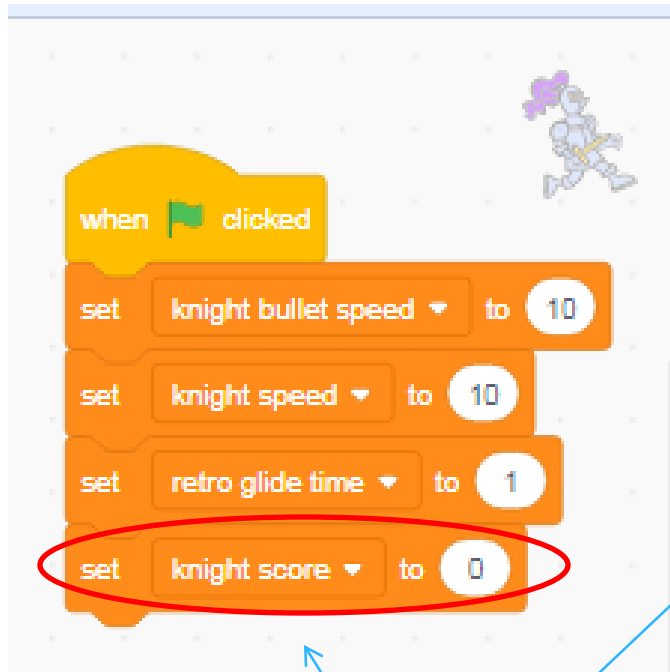 when clicked
set knight bullet speed to 10
set knight speed to 10
set retro glide time to 1
set knight score to 0